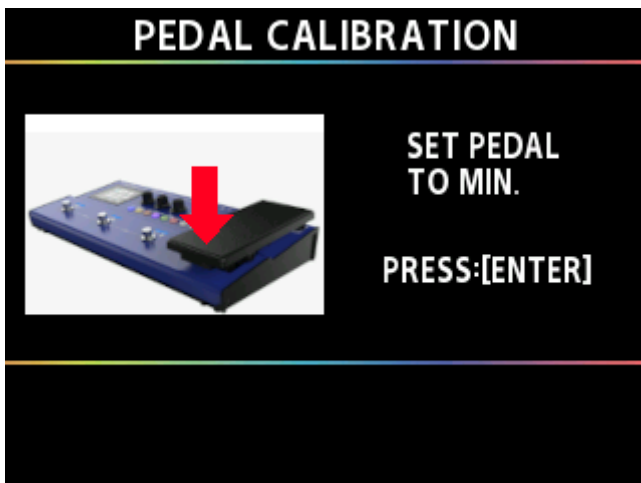 PEDAL CALIBRATION
SET PEDAL
TO MIN.
PRESS:[ENTER]